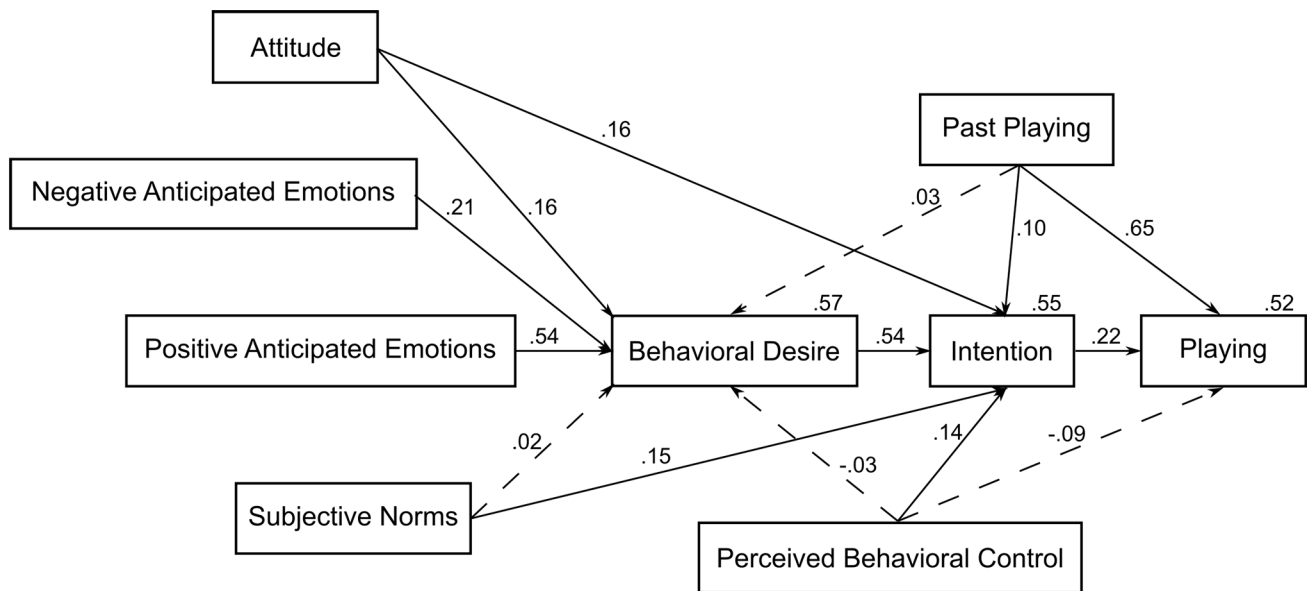 Attitude
Past Playing
.16
Negative Anticipated Emotions
.21
.16
.03
.10
.65
.57
.55
.52
Positive Anticipated Emotions
.54
Behavioral Desire
.54
Intention
.22
Playing
.02
.15
-.03
.14
-.09
Subjective Norms
Perceived Behavioral Control